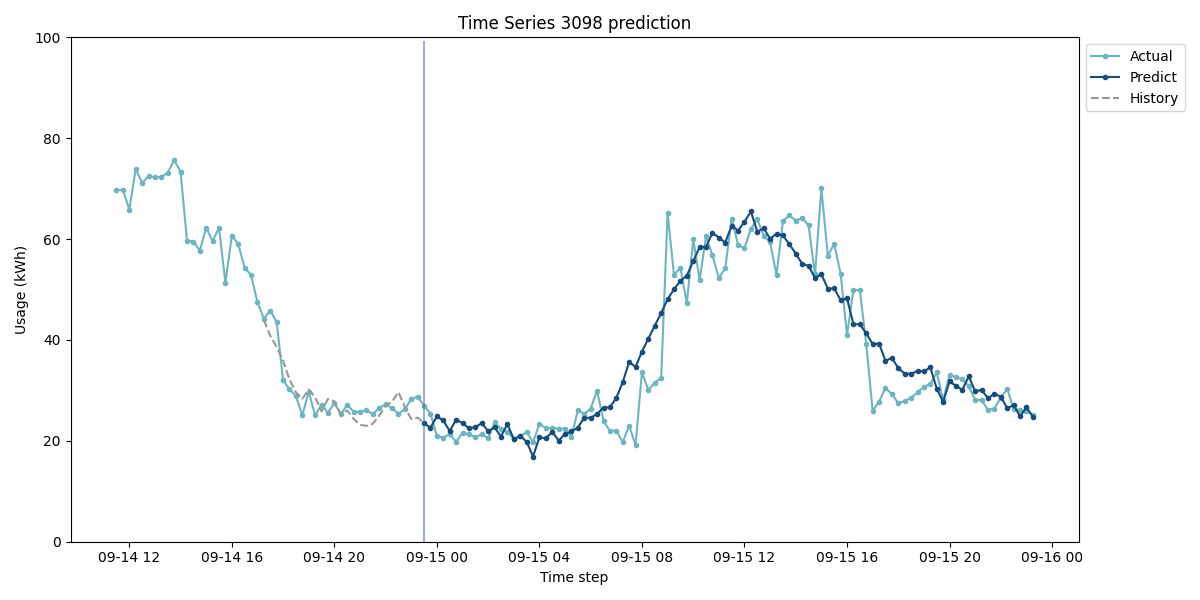 Time Series 3098 prediction
100
80
60
40
20
0
Usage (kWh)
09-14 12
09-14 16
09-14 20
09-15 00
09-15 04
09-15 08
09-15 12
09-15 16
09-15 20
09-16 00
Time step
Actual
Predict
History